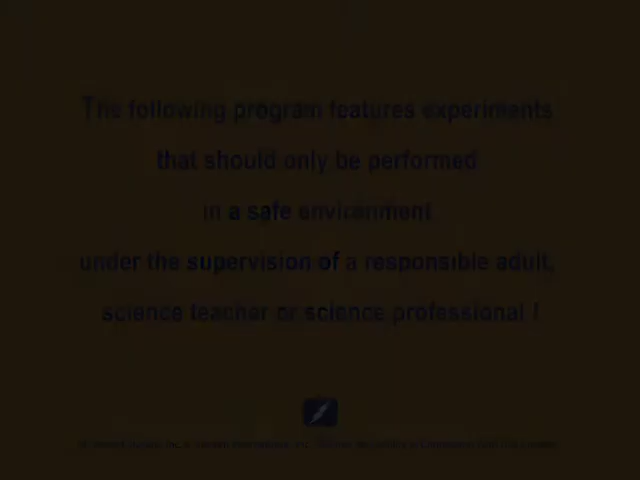 The following program features experiments
that should only be performed
in a safe environment
under the supervision of a responsible adult,
science teacher or science professional !